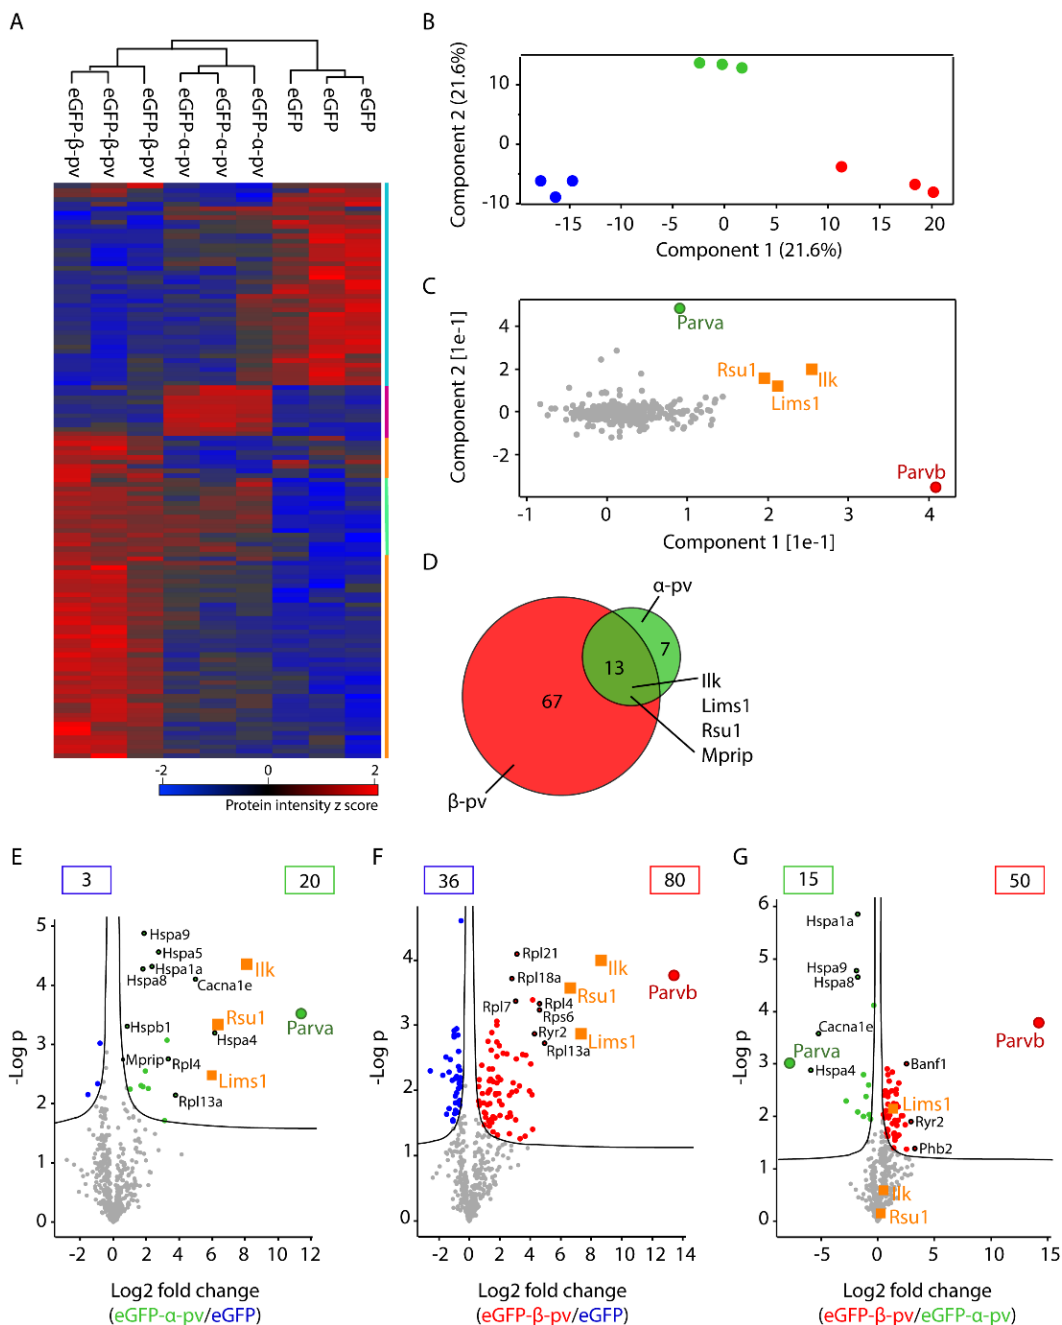 A
eGFP-β-pv
eGFP-β-pv
eGFP-β-pv
eGFP-α-pv
eGFP-α-pv
eGFP-α-pv
eGFP
eGFP
eGFP
-2
0
2
Protein intensity z score
B
Component 2 (21.6%)
10
0
-10
-15
-10
-5
0
5
10
15
20
Component 1 (21.6%)
C
Component 2 [1e-1]
4
2
0
-2
Parva
Rsu1
Ilk
Lims1
Parvb
-1
0
1
2
3
4
Component 1 [1e-1]
D
α-pv
7
13
67
Ilk
Lims1
Rsu1
Mprip
β-pv
E
3
20
-Log p
5
4
3
2
1
0
Hspa9
Hspa5
Hspa1a
Hspa8
Ilk
Cacna1e
Hspb1
Rsu1
Parva
Hspa4
Mprip
Rpl4
Lims1
Rpl13a
-2
0
2
4
6
8
10
12
Log2 fold change
(eGFP-α-pv/eGFP)
F
36
80
-Log p
4
3
2
1
0
Rpl21
Ilk
Rpl18a
Rsu1
Parvb
Rpl7
Rpl4
Rps6
Ryr2
Lims1
Rpl13a
-2
0
2
4
6
8
10
12
14
Log2 fold change
(eGFP-β-pv/eGFP)
G
15
50
-Log p
6
5
4
3
2
1
0
Hspa1a
Hspa9
Hspa8
Cacna1e
Parvb
Parva
Hspa4
Banf1
Lims1
Ryr2
Phb2
Ilk
Rsu1
-5
0
5
10
15
Log2 fold change
(eGFP-β-pv/eGFP-α-pv)